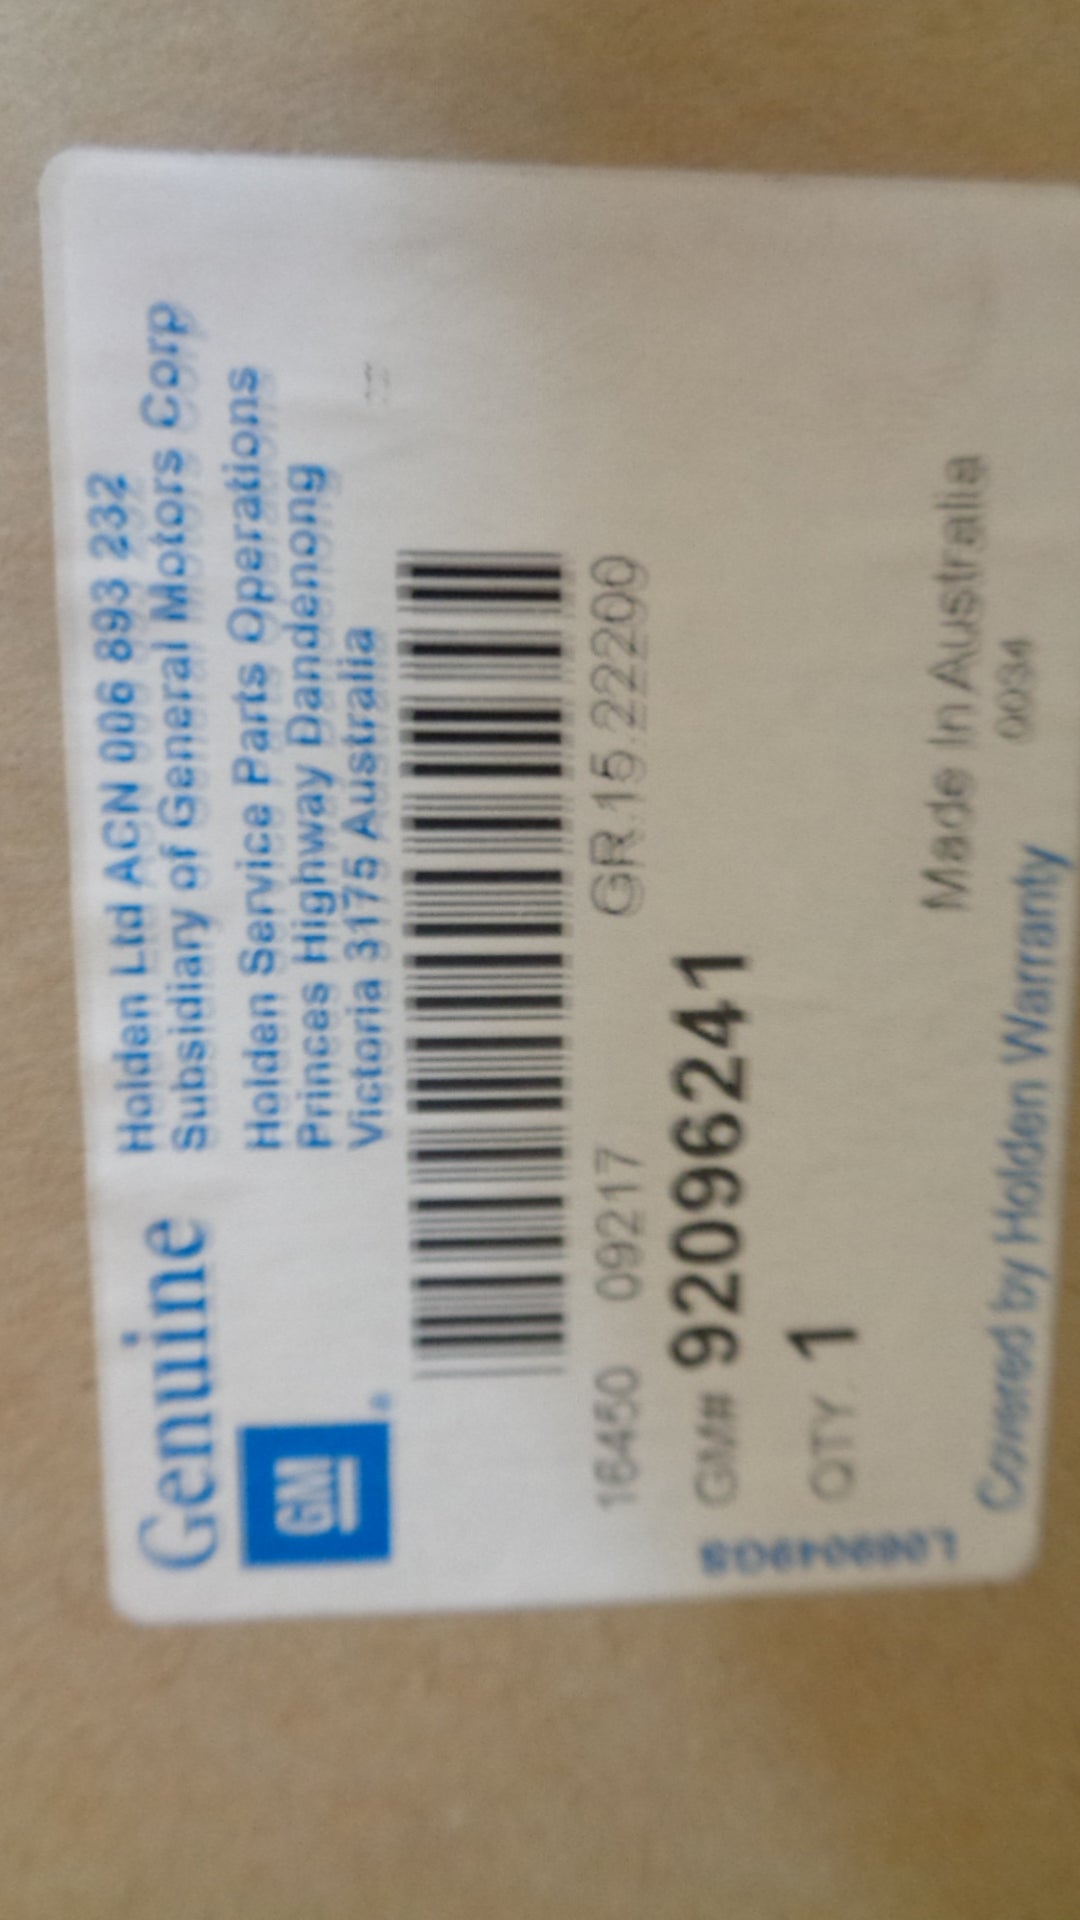 Genuine
GM
Holden Ltd ACN 006 893 232
Subsidiary of General Motors Corp
Holden Service Parts Operations
Princes Highway Dandenong
Victoria 3175 Australia
16450 09217 GR.15.22200
GM# 92096241
QTY. 1
Made In Australia
0034
Covered by Holden Warranty
L069049GS